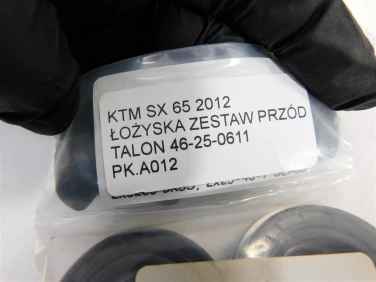 KTM SX 65 2012
ŁOŻYSKA ZESTAW PRZÓD
TALON 46-25-0611
PK.A012